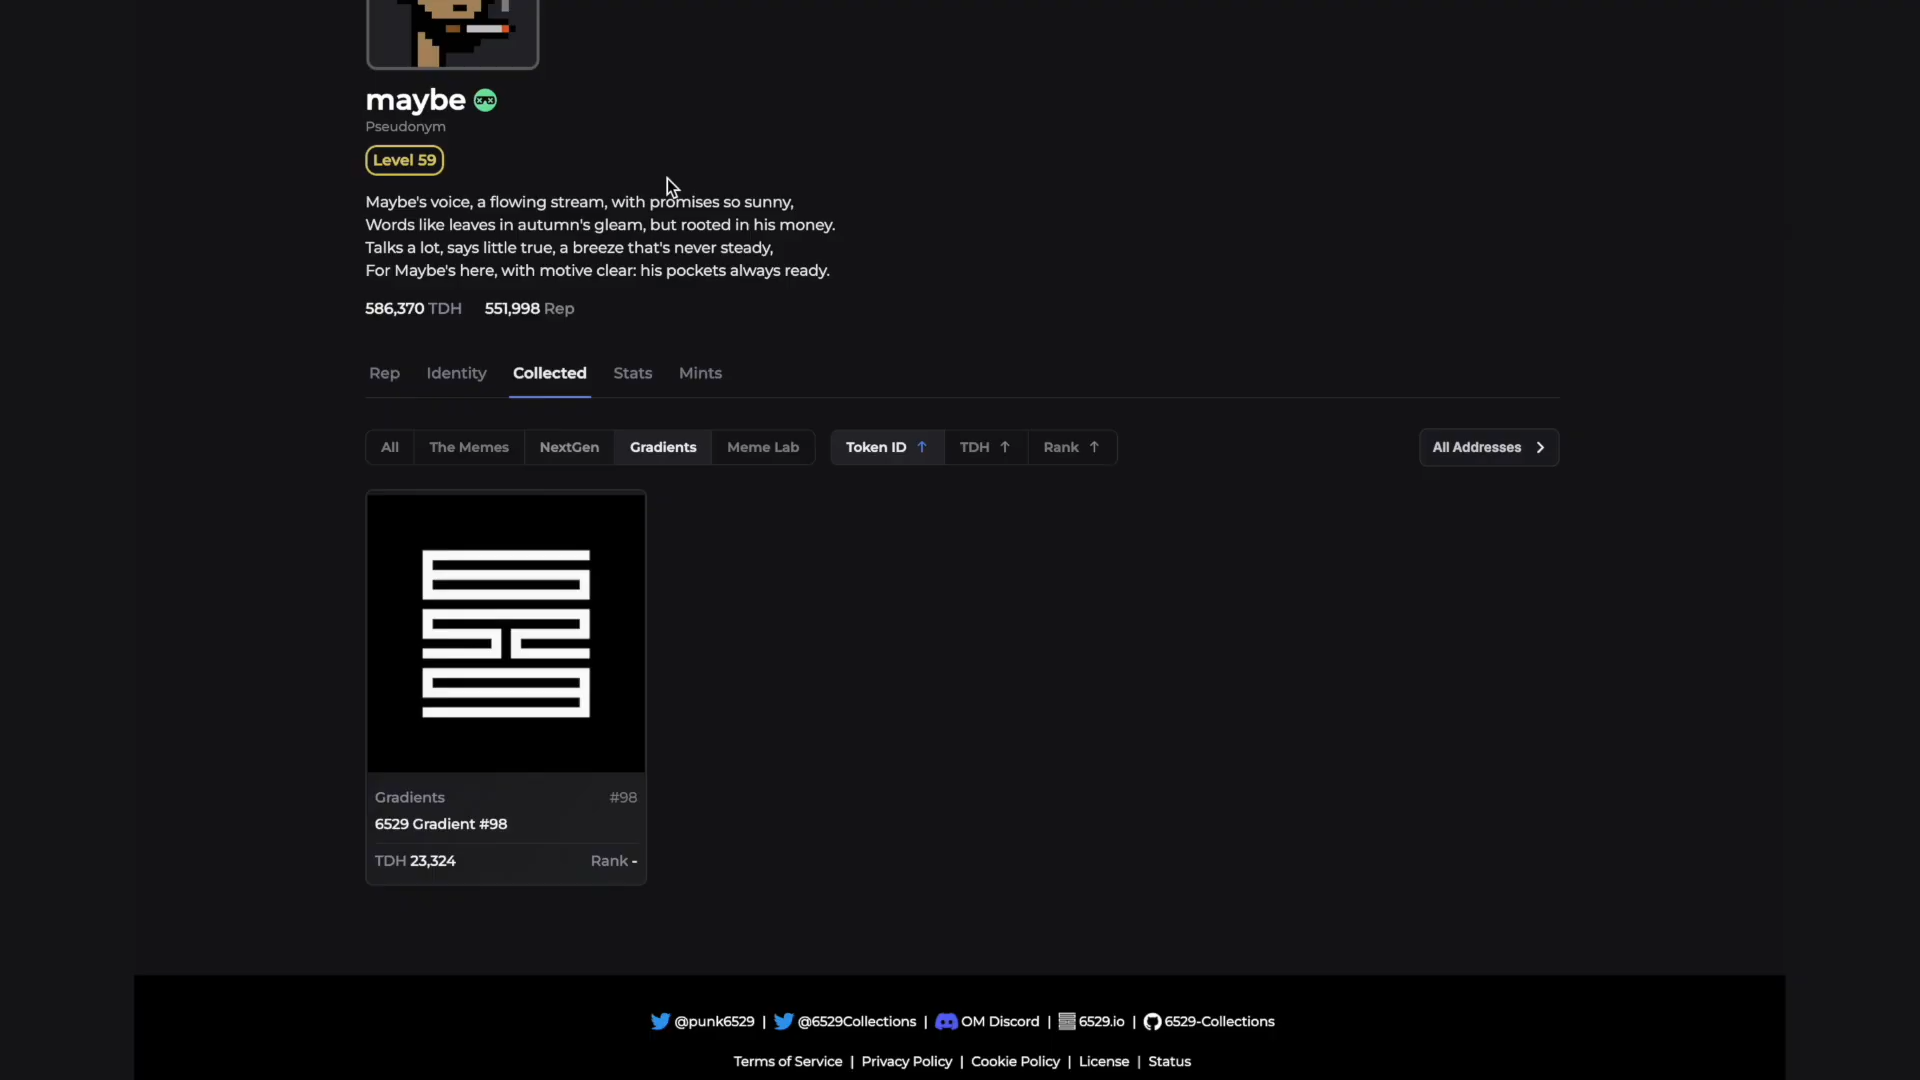 maybe
Pseudonym
Level 59
Maybe's voice, a flowing stream, with promises so sunny,
Words like leaves in autumn's gleam, but rooted in his money.
Talks a lot, says little true, a breeze that's never steady,
For Maybe's here, with motive clear: his pockets always ready.
586,370 TDH 551,998 Rep
Rep Identity Collected Stats Mints
All The Memes NextGen Gradients Meme Lab Token ID ↑ TDH ↑ Rank ↑ All Addresses
Gradients #98
6529 Gradient #98
TDH 23,324 Rank -
@punk6529 | @6529Collections | OM Discord | 6529.io | 6529-Collections
Terms of Service | Privacy Policy | Cookie Policy | License | Status